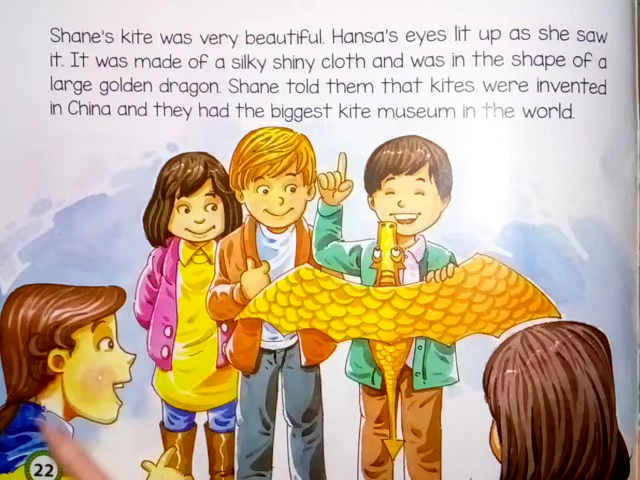 Shane's kite was very beautiful. Hansa's eyes lit up as she saw
it. It was made of a silky shiny cloth and was in the shape of a
large golden dragon. Shane told them that kites were invented
in China and they had the biggest kite museum in the world.
22